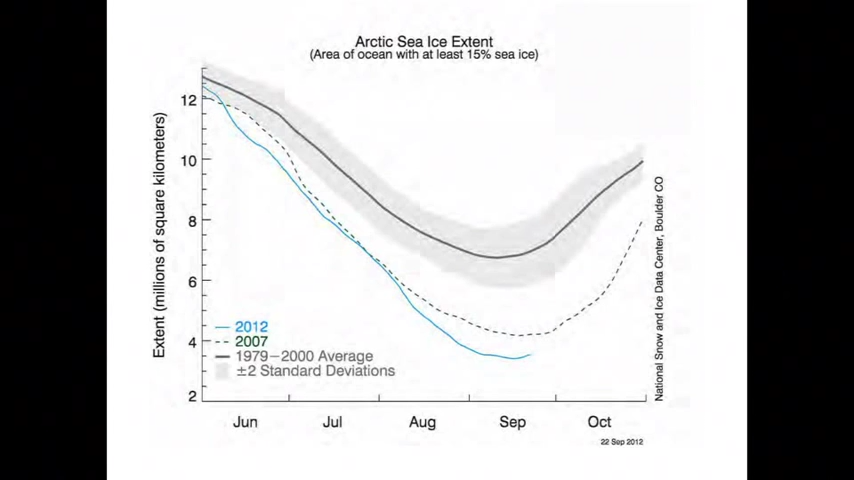 Arctic Sea Ice Extent
(Area of ocean with at least 15% sea ice)
Extent (millions of square kilometers)
12
10
8
6
4
2
2012
2007
1979−2000 Average
±2 Standard Deviations
Jun Jul Aug Sep Oct
National Snow and Ice Data Center, Boulder CO
22 Sep 2012